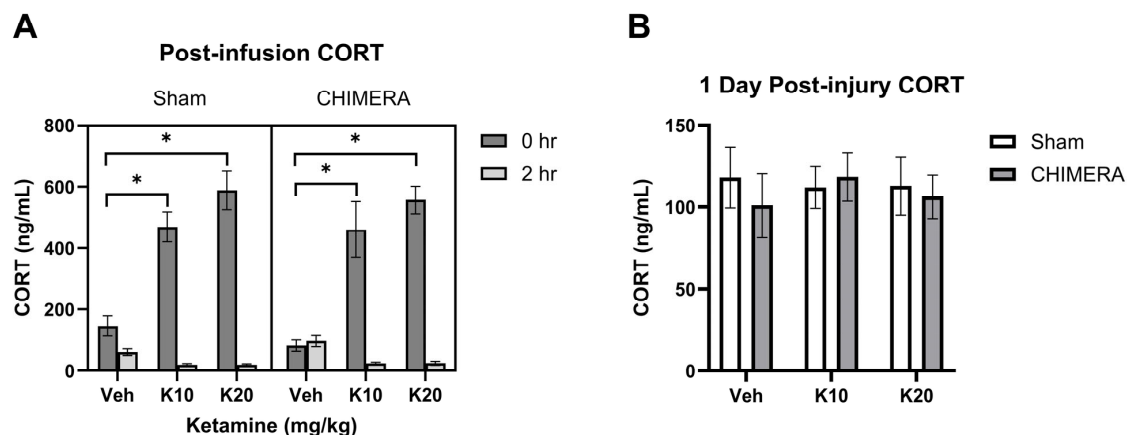 A
Post-infusion CORT
Sham CHIMERA
0 hr
2 hr
CORT (ng/mL)
800
600
400
200
0
* * * *
Veh K10 K20 Veh K10 K20
Ketamine (mg/kg)
B
1 Day Post-injury CORT
Sham
CHIMERA
CORT (ng/mL)
150
100
50
0
Veh K10 K20